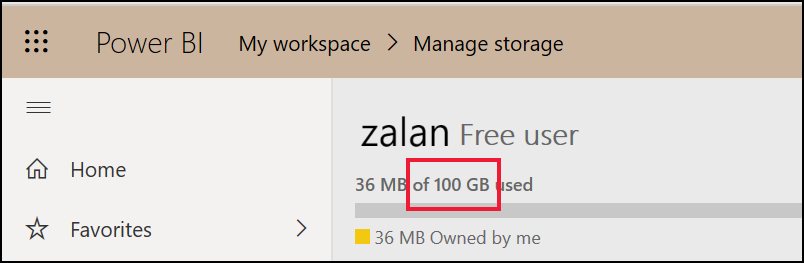 Power BI My workspace > Manage storage
zalan Free user
Home
36 MB of 100 GB used
Favorites >
36 MB Owned by me